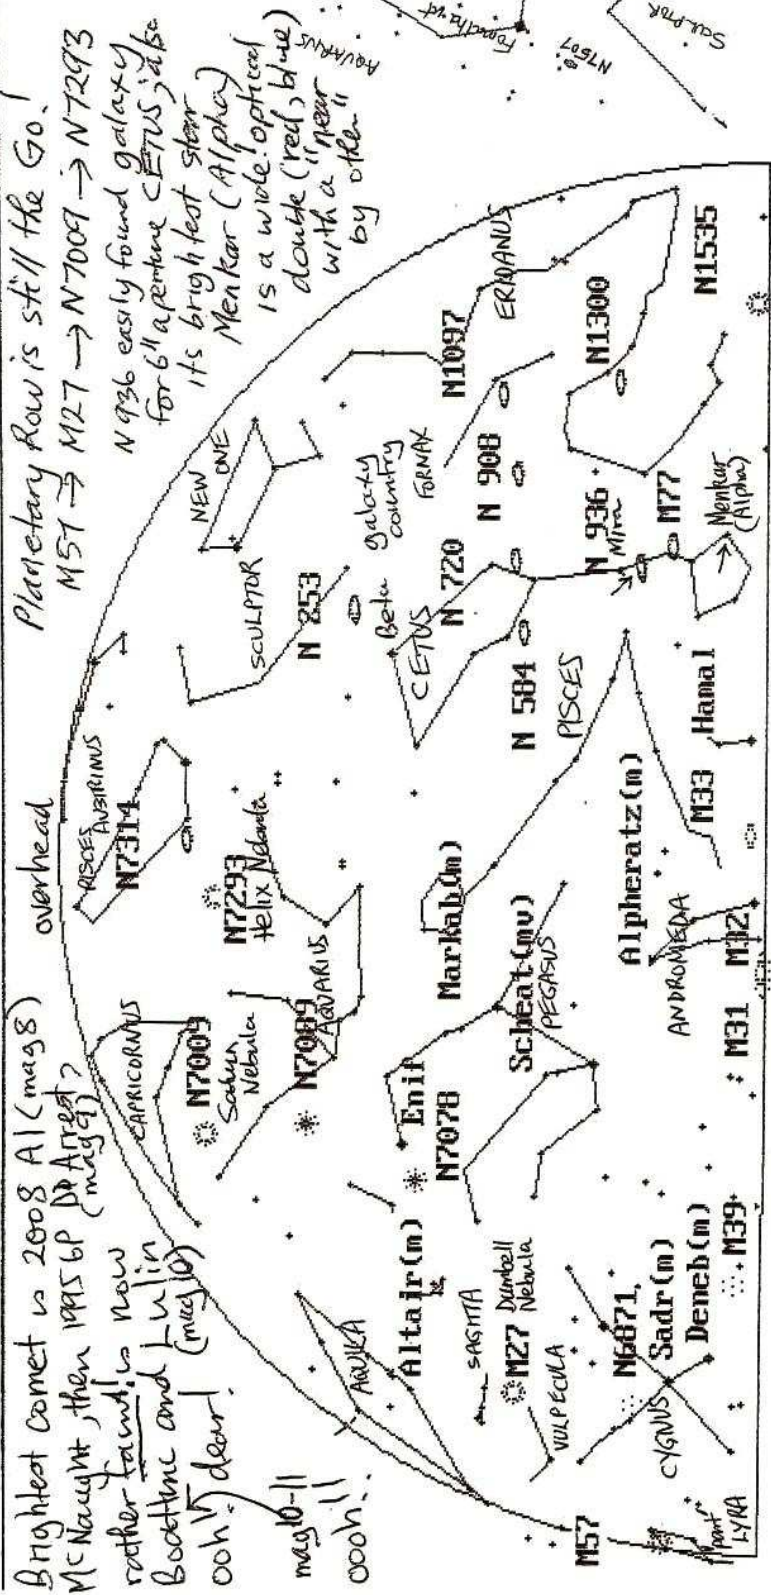 Brightest comet is 2008 A1 (mag 8)
McNaught, then 1995 6P D'Arrest,
(mag 9)
rather faint! is now
Boattini and Lulin
(mag 10)
ooh!! dear!
mag 10-11
oooh!!
overhead
Planetary Row is still the Go!
M57 → M27 → N7009 → N7293
N936 easily found galaxy
for 6" aperture CETUS; also
its brightest star
Menkar (Alpha)
is a wide optical
double (red, blue)
with a "near
by other"
AQUARIUS
Fomalhaut
N7507
SCULPTOR
CAPRICORNUS
PISCES AUSTRINUS
N7314
NEW ONE
SCULPTOR
N 253
N7009
Saturn
Nebula
N7293
Helix Nebula
N7089
AQUARIUS
Beta
galaxy
country
FORNAX
CETUS
N 720
N 908
N1097
ERIDANUS
N1300
N1535
N 936
Mira
M77
Menkar
(Alpha)
N 584
PISCES
Hamal
M33
Alpheratz(m)
ANDROMEDA
M32
M31
Markab(m)
Scheat(mv)
PEGASUS
Enif
N7078
Altair(m)
AQUILA
SAGITTA
M27
Dumbell
Nebula
VULPECULA
N6871
Sadr(m)
Deneb(m)
CYGNUS
M39
M57
part
LYRA